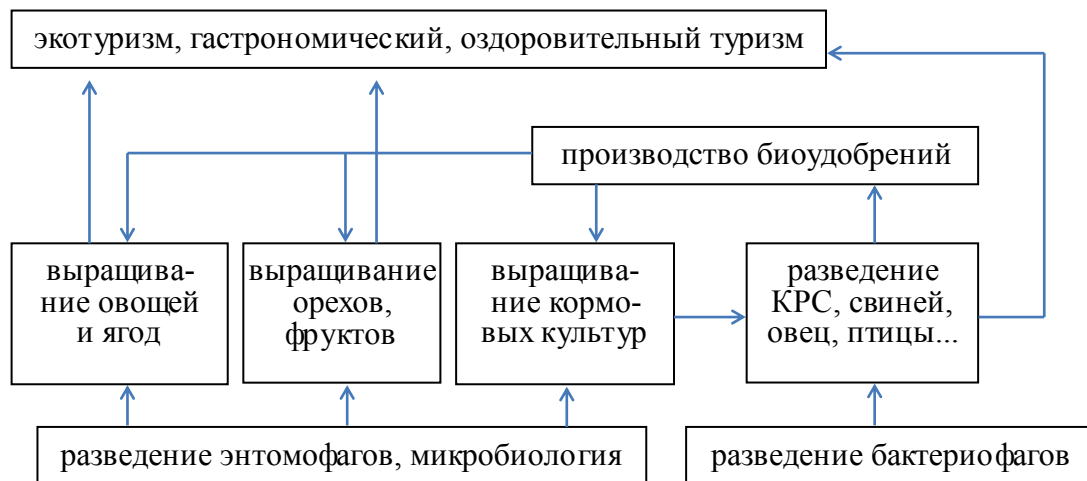 экотуризм, гастрономический, оздоровительный туризм
производство биоудобрений
выращива-
ние овощей
и ягод
выращивание
орехов,
фруктов
выращива-
ние кормо-
вых культур
разведение
КРС, свиней,
овец, птицы...
разведение энтомофагов, микробиология
разведение бактериофагов